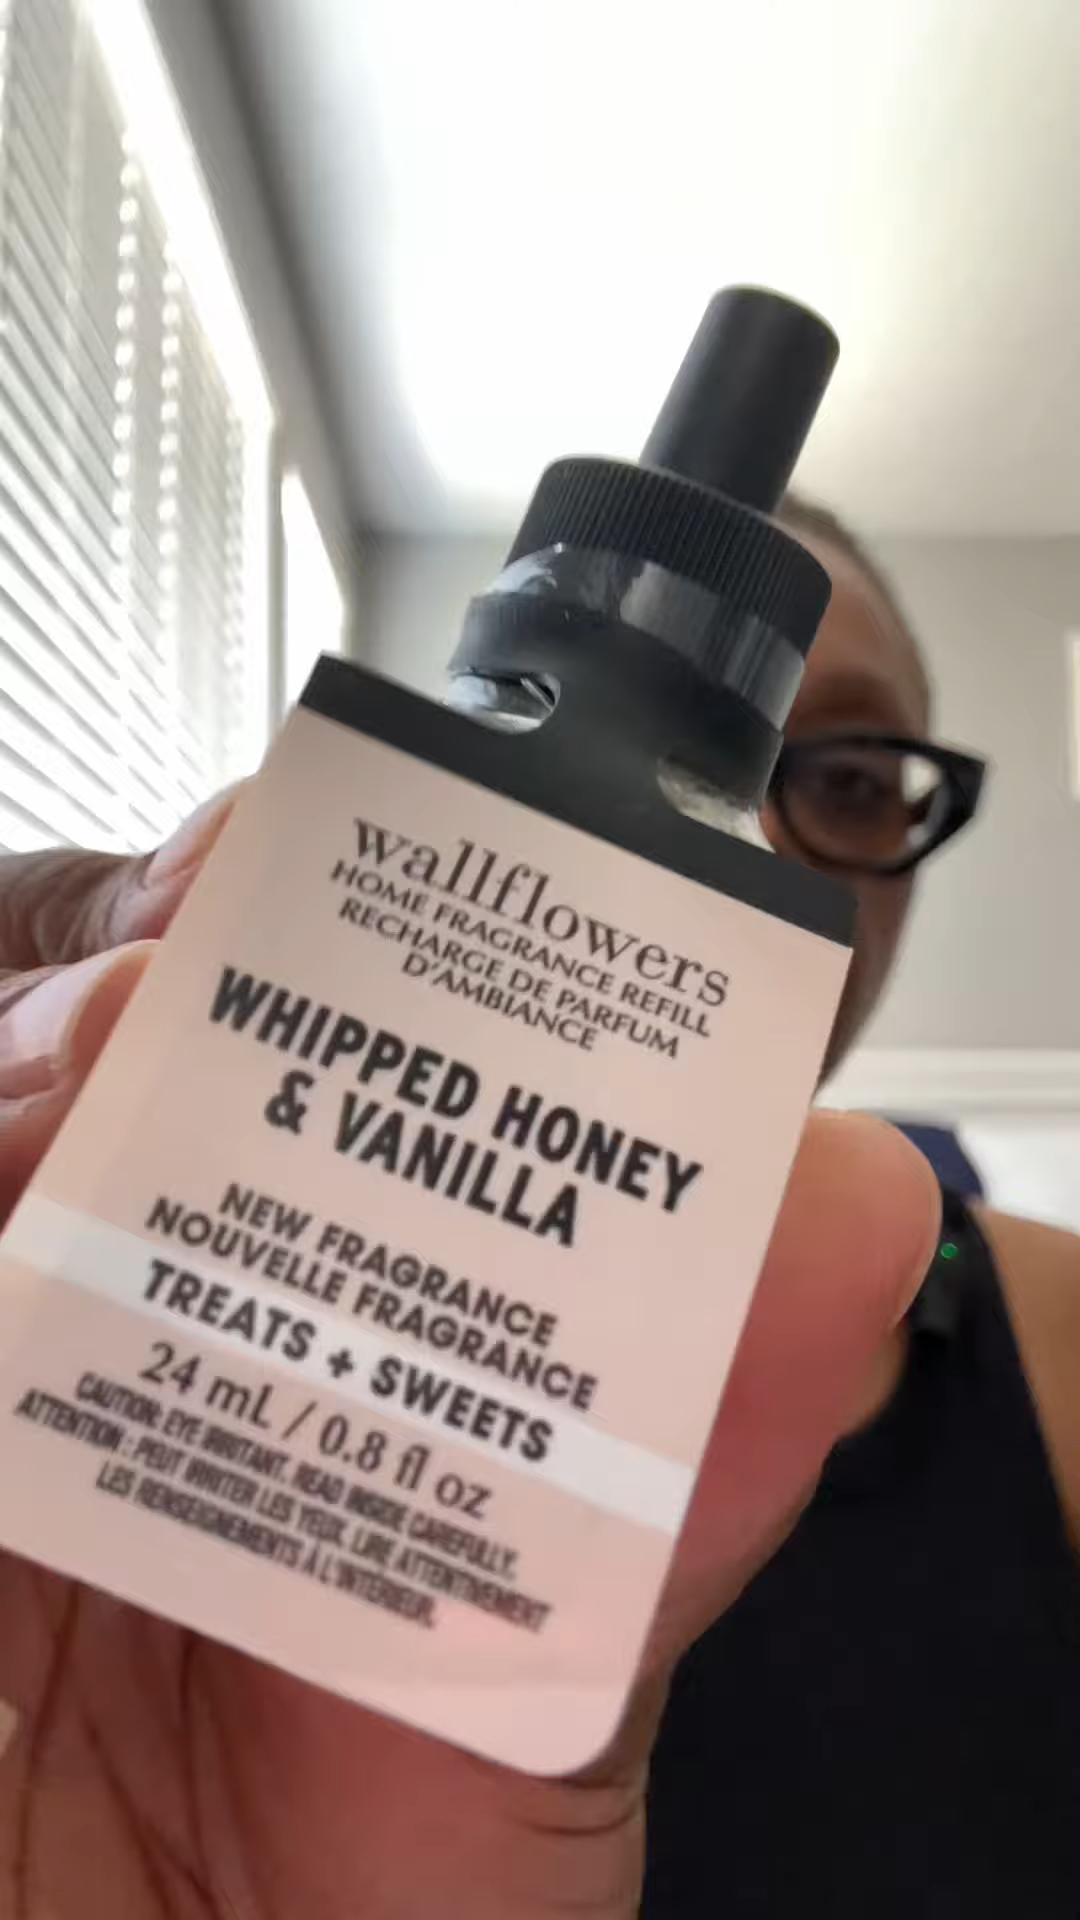 wallflowers
HOME FRAGRANCE REFILL
RECHARGE DE PARFUM
D'AMBIANCE
WHIPPED HONEY
& VANILLA
NEW FRAGRANCE
NOUVELLE FRAGRANCE
TREATS + SWEETS
24 mL / 0.8 fl oz
CAUTION: EYE IRRITANT. READ INSIDE CAREFULLY.
ATTENTION : PEUT IRRITER LES YEUX. LIRE ATTENTIVEMENT
LES RENSEIGNEMENTS À L'INTÉRIEUR.